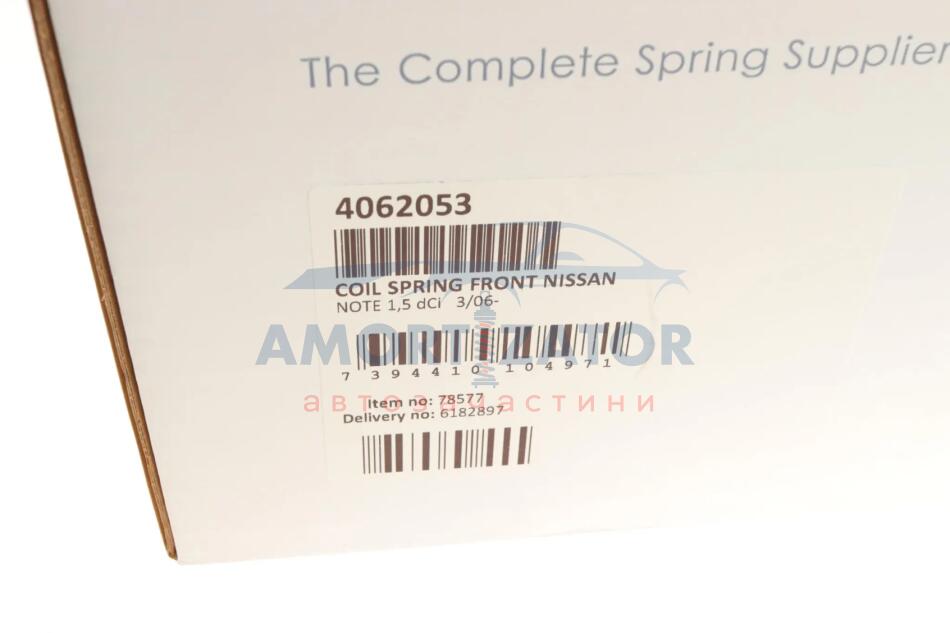 The Complete Spring Supplier
4062053
COIL SPRING FRONT NISSAN
NOTE 1,5 dCi 3/06-
AMORTIZATOR
7 394410 104971
автозапчастини
Item no: 78577
Delivery no: 6182897